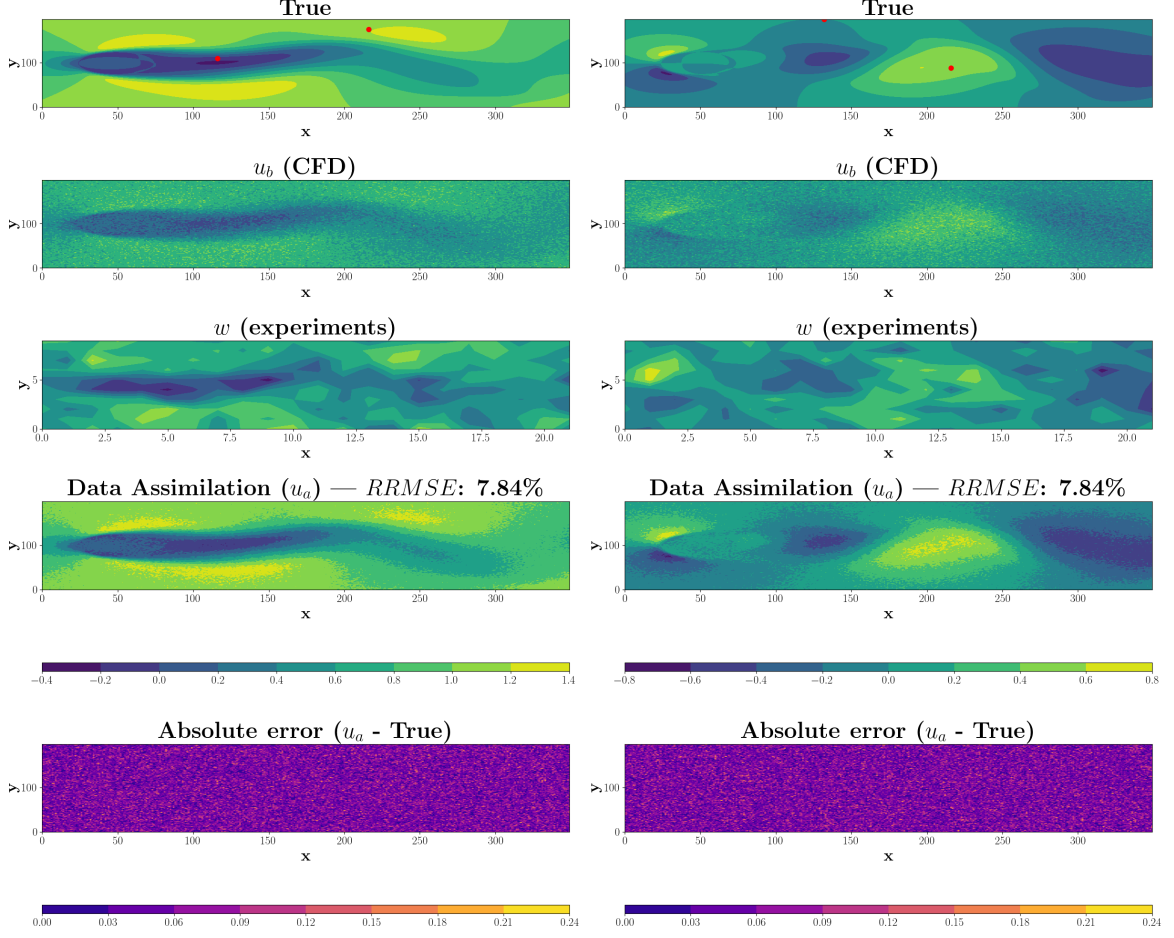 True
True
y
100
0
0 50 100 150 200 250 300
x
y
100
0
0 50 100 150 200 250 300
x
u_b (CFD)
u_b (CFD)
y
100
0
0 50 100 150 200 250 300
x
y
100
0
0 50 100 150 200 250 300
x
w (experiments)
w (experiments)
y
5
0
0.0 2.5 5.0 7.5 10.0 12.5 15.0 17.5 20.0
x
y
5
0
0.0 2.5 5.0 7.5 10.0 12.5 15.0 17.5 20.0
x
Data Assimilation (u_a) — RRMSE: 7.84%
Data Assimilation (u_a) — RRMSE: 7.84%
y
100
0
0 50 100 150 200 250 300
x
y
100
0
0 50 100 150 200 250 300
x
−0.4 −0.2 0.0 0.2 0.4 0.6 0.8 1.0 1.2 1.4
−0.8 −0.6 −0.4 −0.2 0.0 0.2 0.4 0.6 0.8
Absolute error (u_a - True)
Absolute error (u_a - True)
y
100
0
0 50 100 150 200 250 300
x
y
100
0
0 50 100 150 200 250 300
x
0.00 0.03 0.06 0.09 0.12 0.15 0.18 0.21 0.24
0.00 0.03 0.06 0.09 0.12 0.15 0.18 0.21 0.24